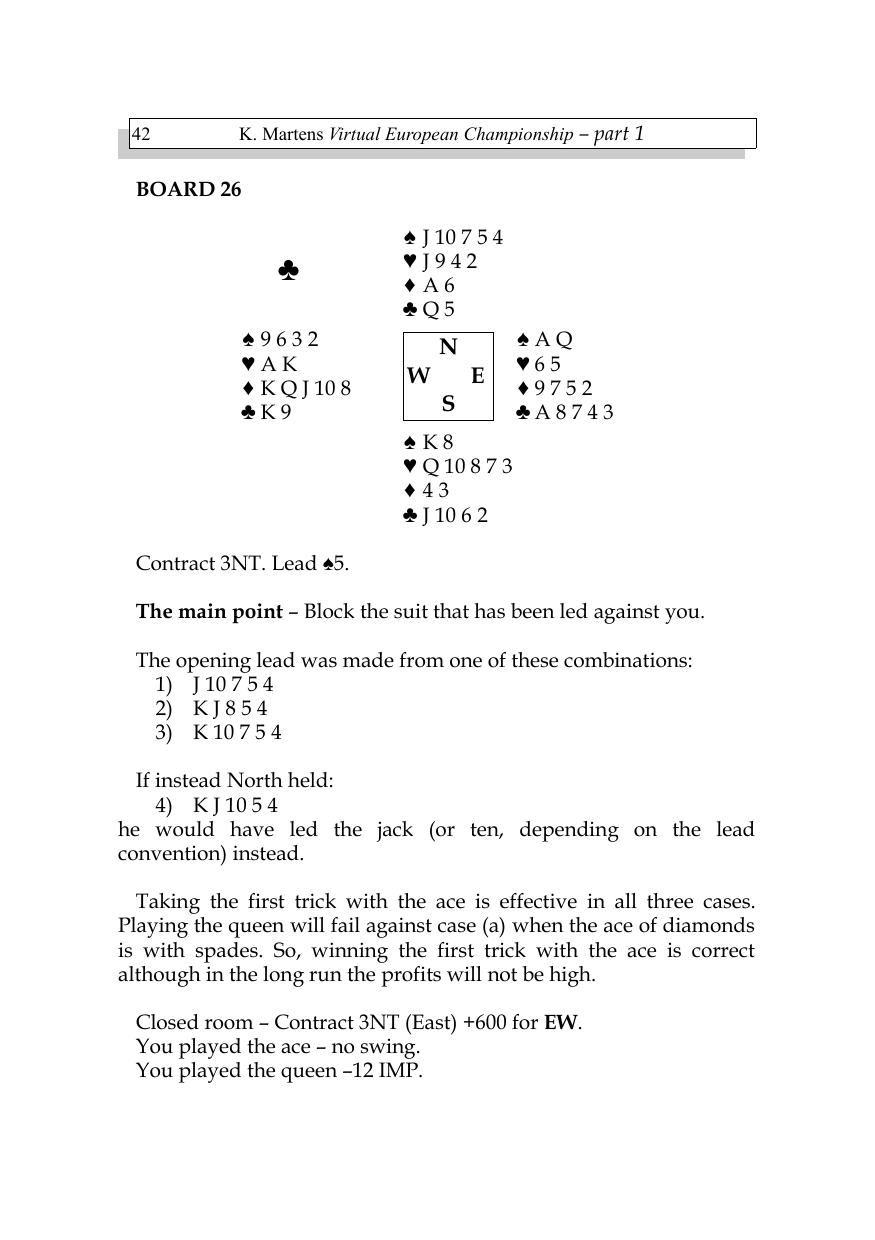 42 K. Martens Virtual European Championship – part 1
BOARD 26
♠ J 10 7 5 4
♥ J 9 4 2
♦ A 6
♣ Q 5
♣
♠ 9 6 3 2
♥ A K
♦ K Q J 10 8
♣ K 9
N
W E
S
♠ A Q
♥ 6 5
♦ 9 7 5 2
♣ A 8 7 4 3
♠ K 8
♥ Q 10 8 7 3
♦ 4 3
♣ J 10 6 2
Contract 3NT. Lead ♠5.
The main point – Block the suit that has been led against you.
The opening lead was made from one of these combinations:
1) J 10 7 5 4
2) K J 8 5 4
3) K 10 7 5 4
If instead North held:
4) K J 10 5 4
he would have led the jack (or ten, depending on the lead
convention) instead.
Taking the first trick with the ace is effective in all three cases.
Playing the queen will fail against case (a) when the ace of diamonds
is with spades. So, winning the first trick with the ace is correct
although in the long run the profits will not be high.
Closed room – Contract 3NT (East) +600 for EW.
You played the ace – no swing.
You played the queen –12 IMP.